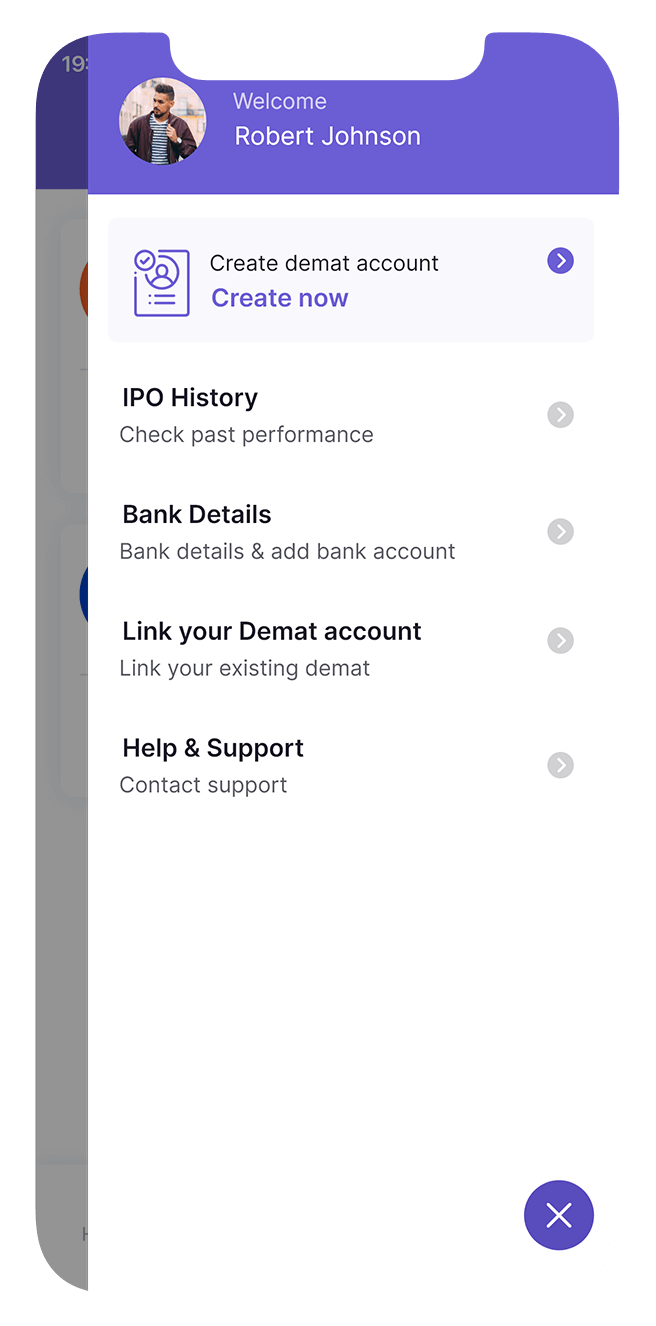 19:
Welcome
Robert Johnson
Create demat account
Create now
IPO History
Check past performance
Bank Details
Bank details & add bank account
Link your Demat account
Link your existing demat
Help & Support
Contact support
H